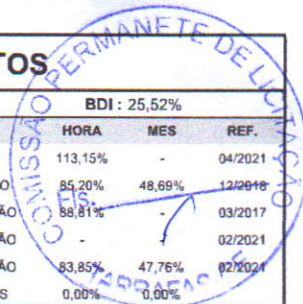 TOS
BDI : 25,52%
HORA MES REF.
113,15% - 04/2021
O 85,20% 48,69% 12/2018
ÃO 88,81% 03/2017
ÃO - - 02/2021
ÃO 83,85% 47,76% 02/2021
S 0,00% 0,00%
COMISSÃO PERMANETE DE LICITAÇÃO
Fls.